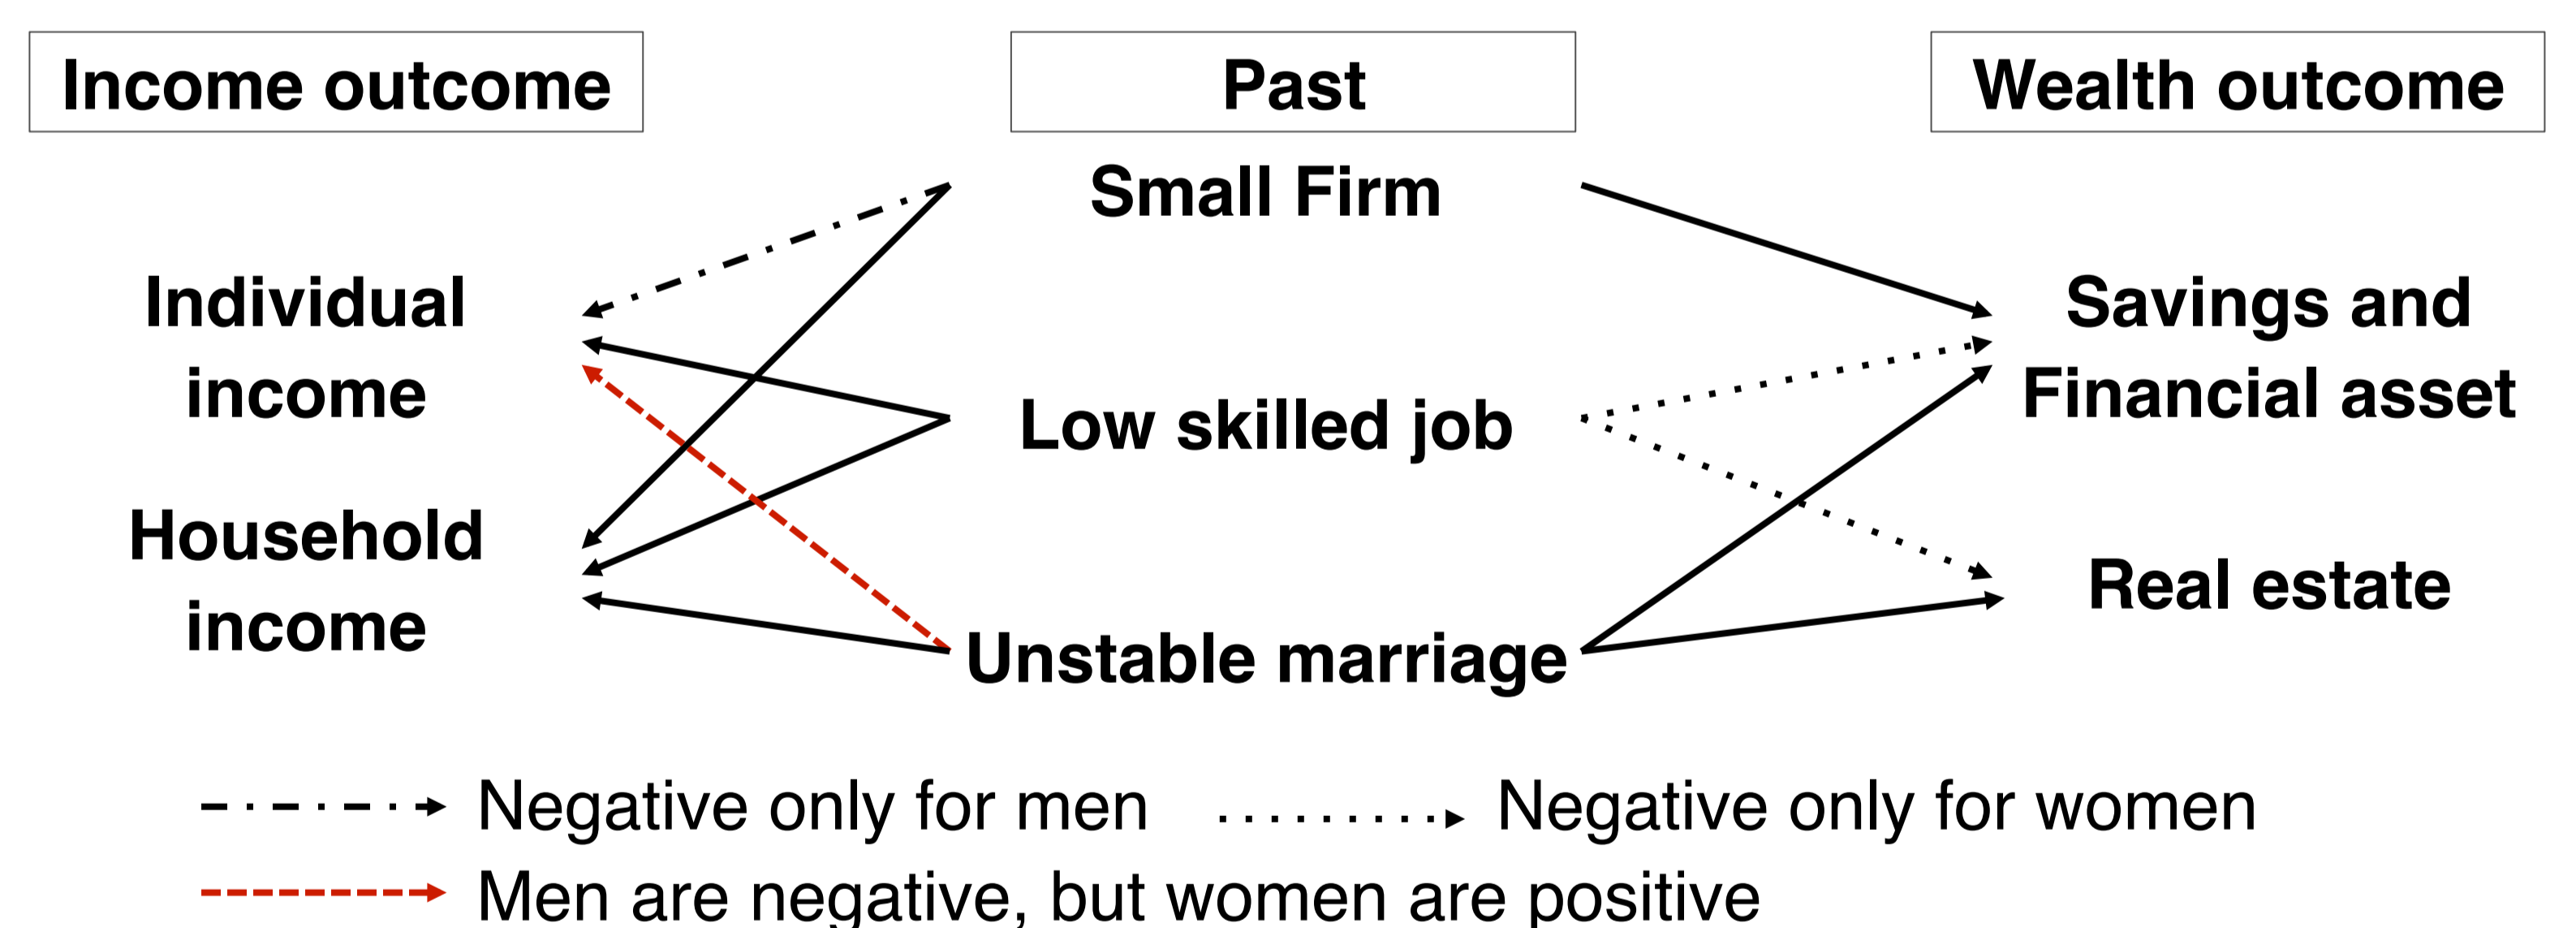 Income outcome
Past
Wealth outcome
Small Firm
Individual
income
Savings and
Financial asset
Low skilled job
Household
income
Real estate
Unstable marriage
Negative only for men
Negative only for women
Men are negative, but women are positive